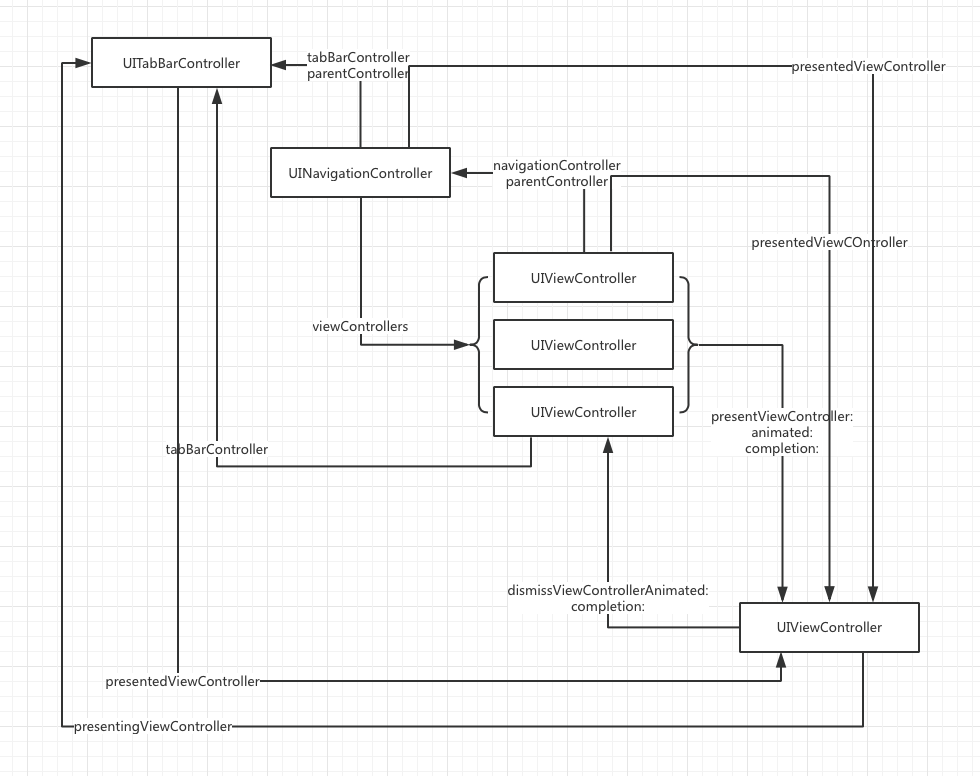 UITabBarController
tabBarController
parentController
presentedViewController
UINavigationController
navigationController
parentController
presentedViewCOntroller
UIViewController
viewControllers
UIViewController
UIViewController
presentViewController:
animated:
completion:
tabBarController
dismissViewControllerAnimated:
completion:
UIViewController
presentedViewController
presentingViewController